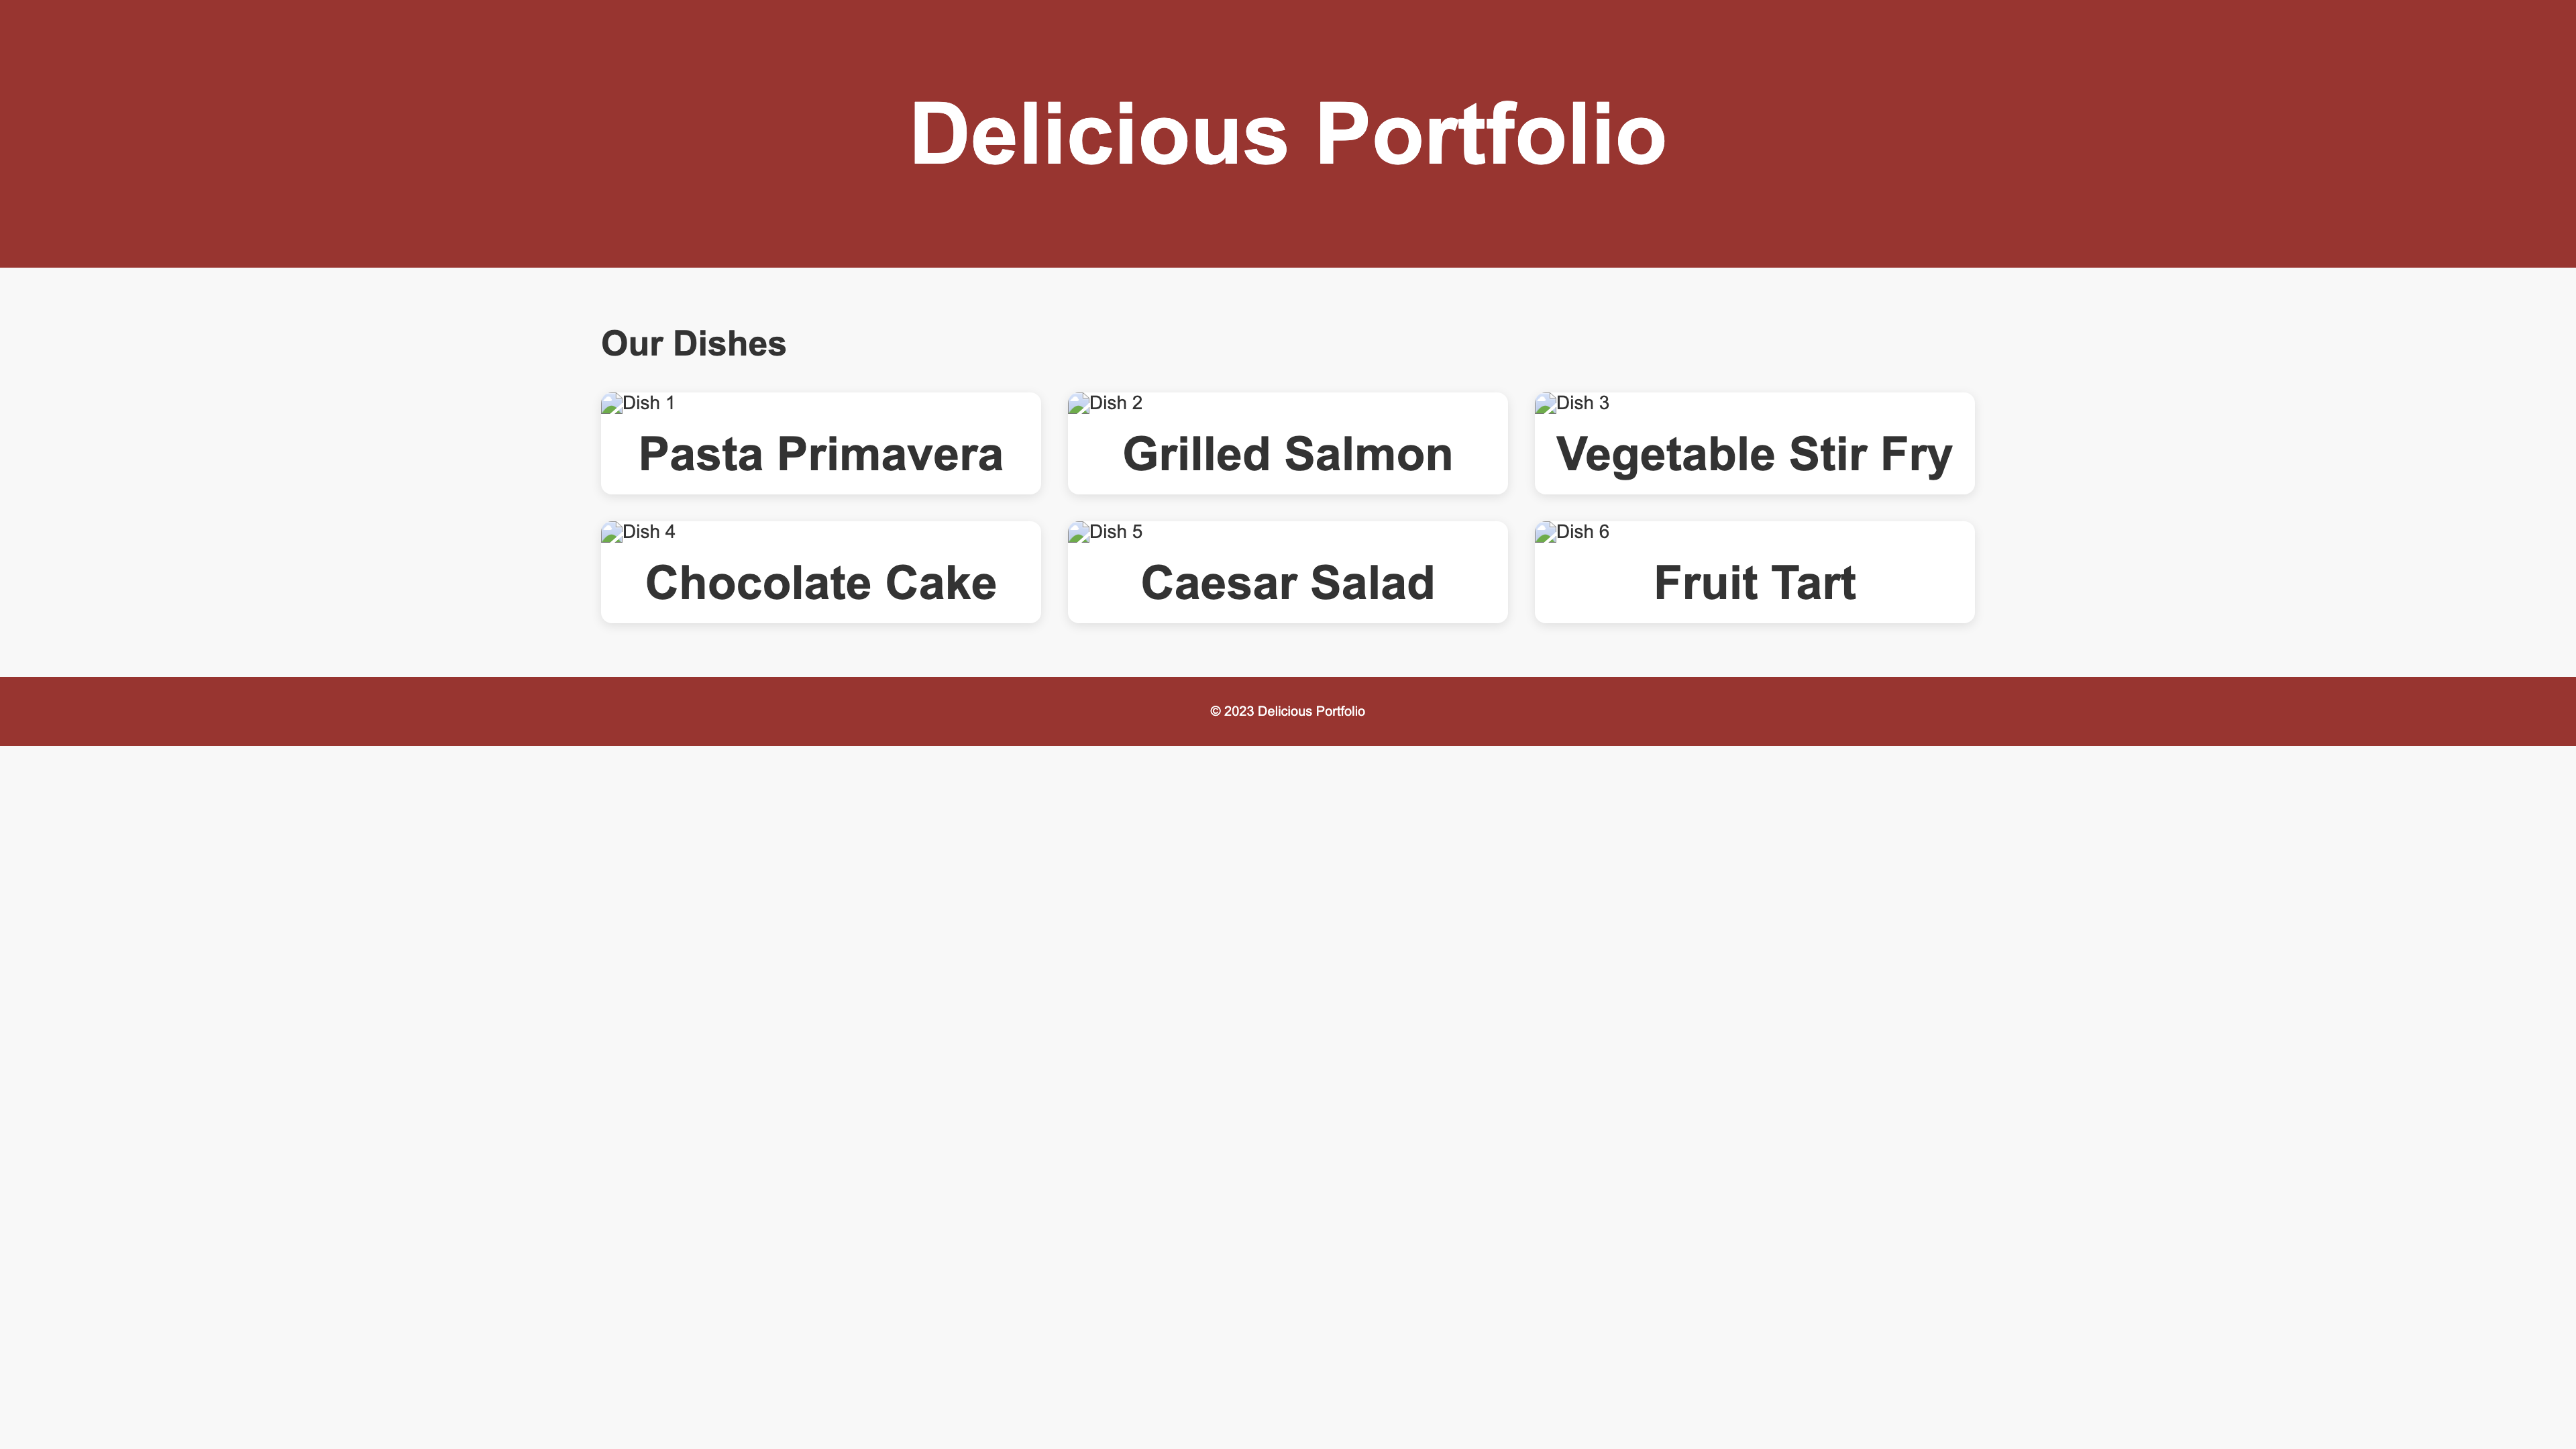 Delicious Portfolio
Our Dishes
Dish 1
Pasta Primavera
Dish 2
Grilled Salmon
Dish 3
Vegetable Stir Fry
Dish 4
Chocolate Cake
Dish 5
Caesar Salad
Dish 6
Fruit Tart
© 2023 Delicious Portfolio